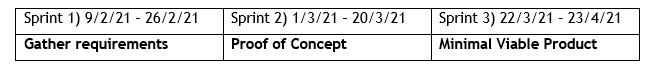 Sprint 1) 9/2/21 – 26/2/21 Sprint 2) 1/3/21 – 20/3/21 Sprint 3) 22/3/21 – 23/4/21
Gather requirements Proof of Concept Minimal Viable Product